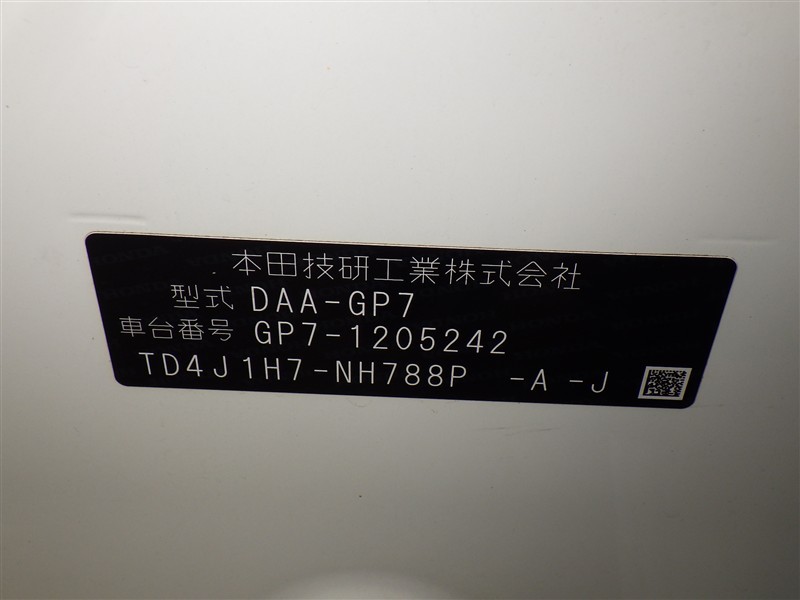 本田技研工業株式会社
型式 DAA-GP7
車台番号 GP7-1205242
TD4J1H7-NH788P -A -J